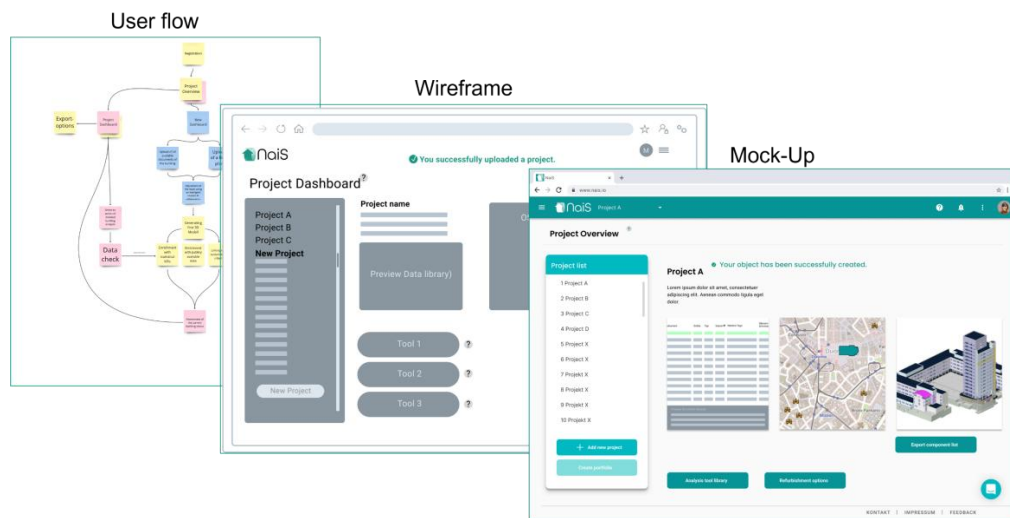 User flow
Registration
Project
Overview
Export-
options
Project
Dashboard
New
Dashboard
Data
check
Wireframe
NaiS
M
You successfully uploaded a project.
Project Dashboard?
Project A
Project B
Project C
New Project
New Project
Project name
Preview Data library)
Tool 1
?
Tool 2
?
Tool 3
?
Mock-Up
NaiS
www.nais.io
NaiS
Project A
Project Overview
Project list
1 Project A
2 Project B
3 Project C
4 Project D
5 Project X
6 Project X
7 Project X
8 Project X
9 Projekt X
10 Projekt X
+ Add new project
Create portfolio
Project A
Your object has been successfully created.
Lorem ipsum dolor sit amet, consectetuer
adipiscing elit. Aenean commodo ligula eget
dolor
Export component list
Analysis tool library
Refurbishment options
KONTAKT | IMPRESSUM | FEEDBACK